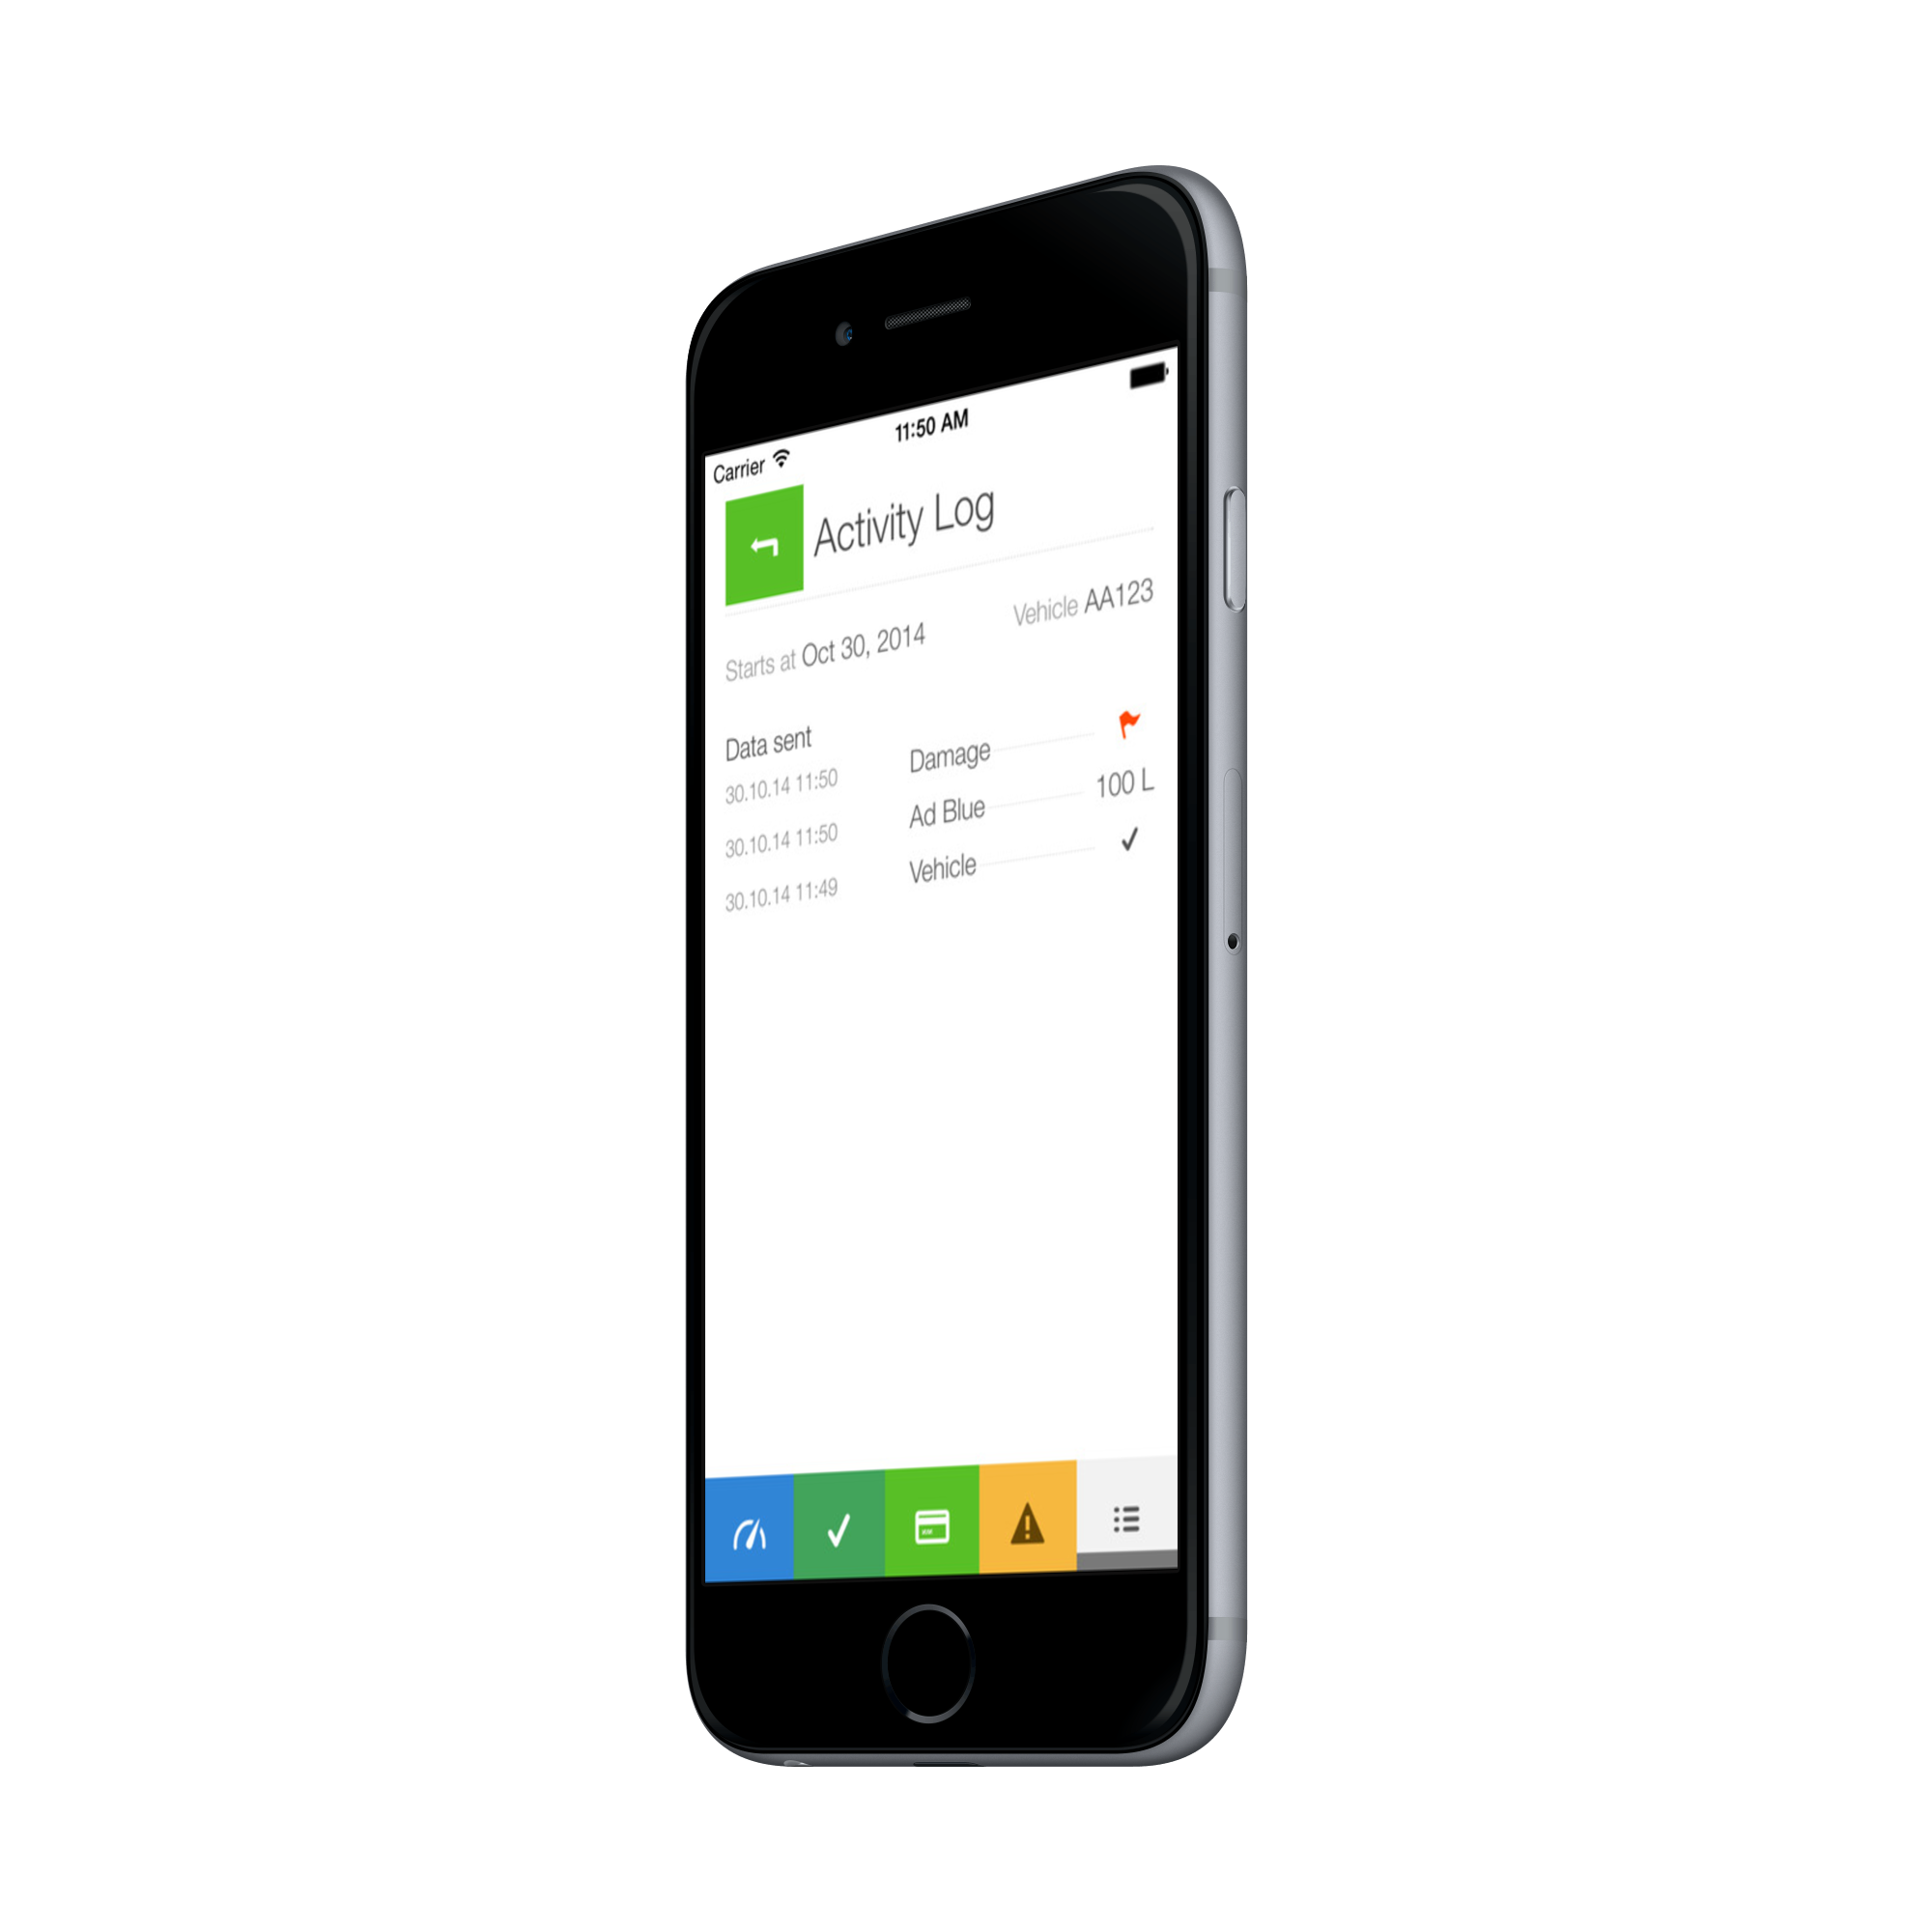 Carrier 11:50 AM
Activity Log
Starts at Oct 30, 2014 Vehicle AA123
Data sent
30.10.14 11:50 Damage
30.10.14 11:50 Ad Blue 100 L
30.10.14 11:49 Vehicle